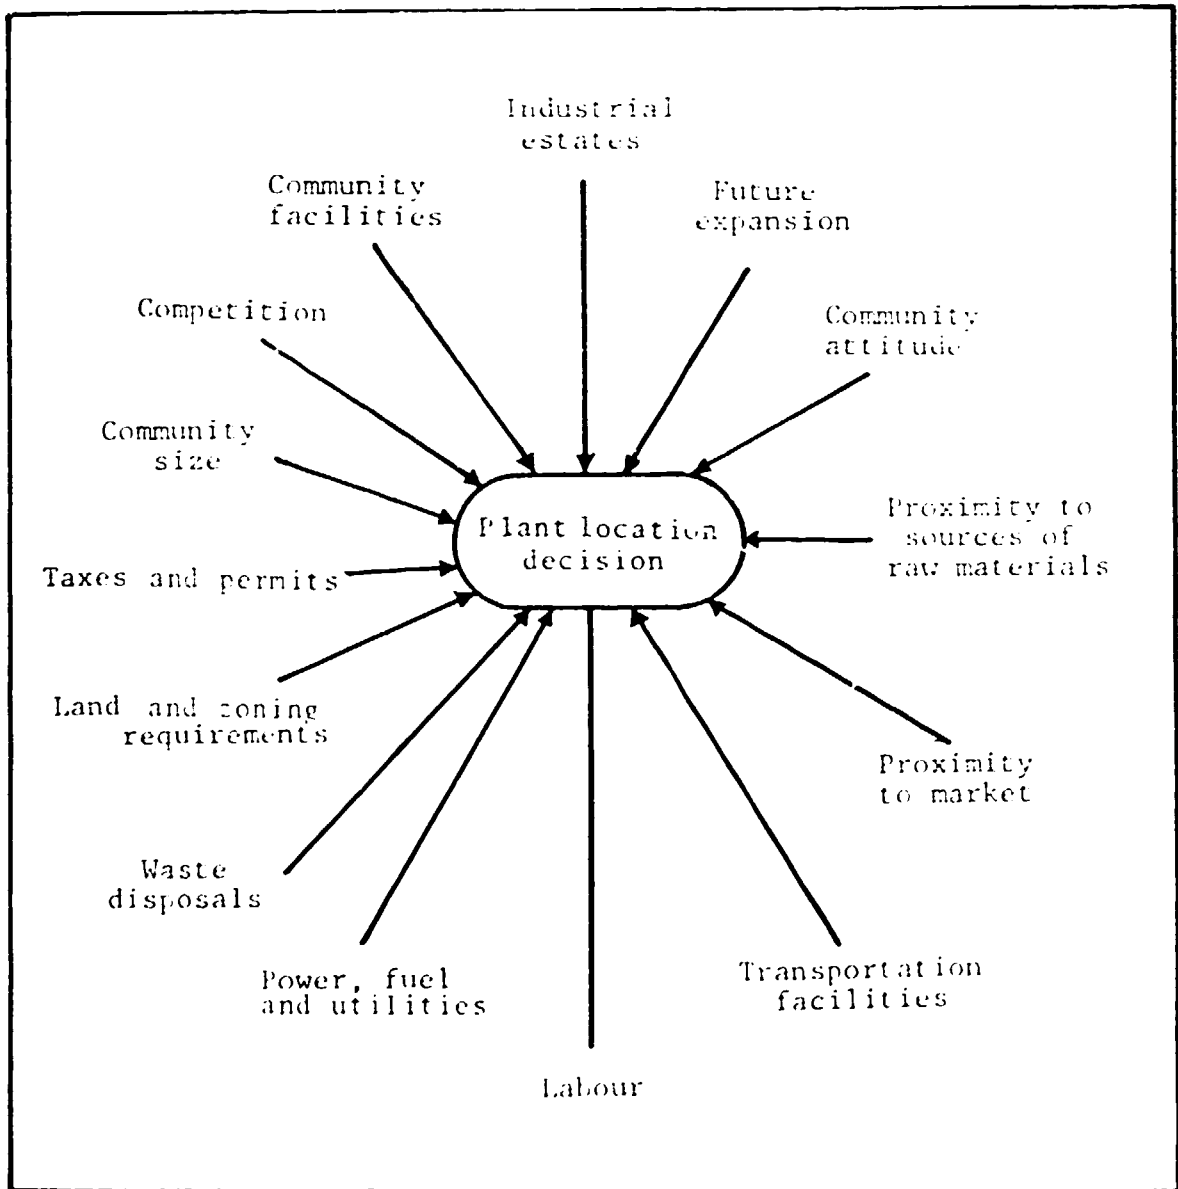 Industrial
estates
Community
facilities
Future
expansion
Competition
Community
attitude
Community
size
Plant location
decision
Proximity to
sources of
raw materials
Taxes and permits
Land and zoning
requirements
Proximity
to market
Waste
disposals
Power, fuel
and utilities
Transportation
facilities
Labour